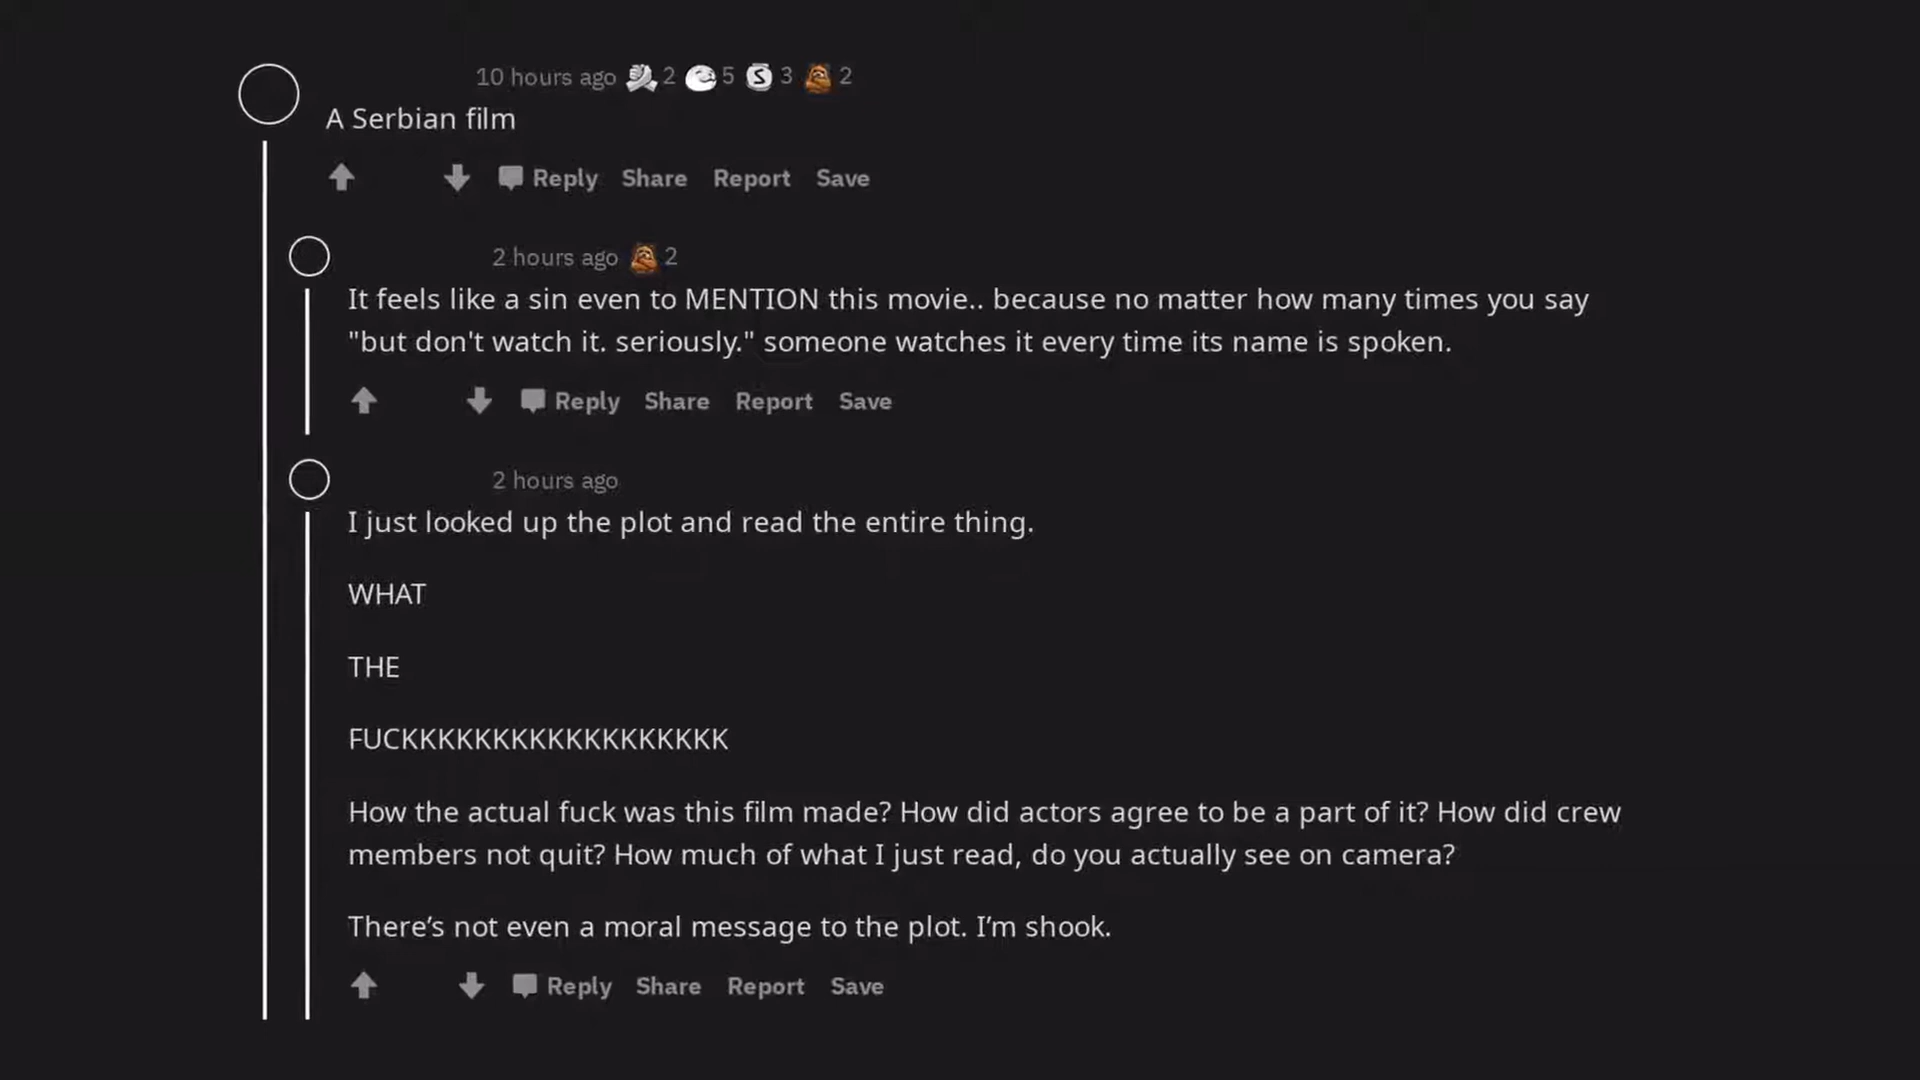 10 hours ago 2 5 S 3 2
A Serbian film
Reply Share Report Save
2 hours ago 2
It feels like a sin even to MENTION this movie.. because no matter how many times you say
"but don't watch it. seriously." someone watches it every time its name is spoken.
Reply Share Report Save
2 hours ago
I just looked up the plot and read the entire thing.
WHAT
THE
FUCKKKKKKKKKKKKKKKKKK
How the actual fuck was this film made? How did actors agree to be a part of it? How did crew
members not quit? How much of what I just read, do you actually see on camera?
There’s not even a moral message to the plot. I’m shook.
Reply Share Report Save